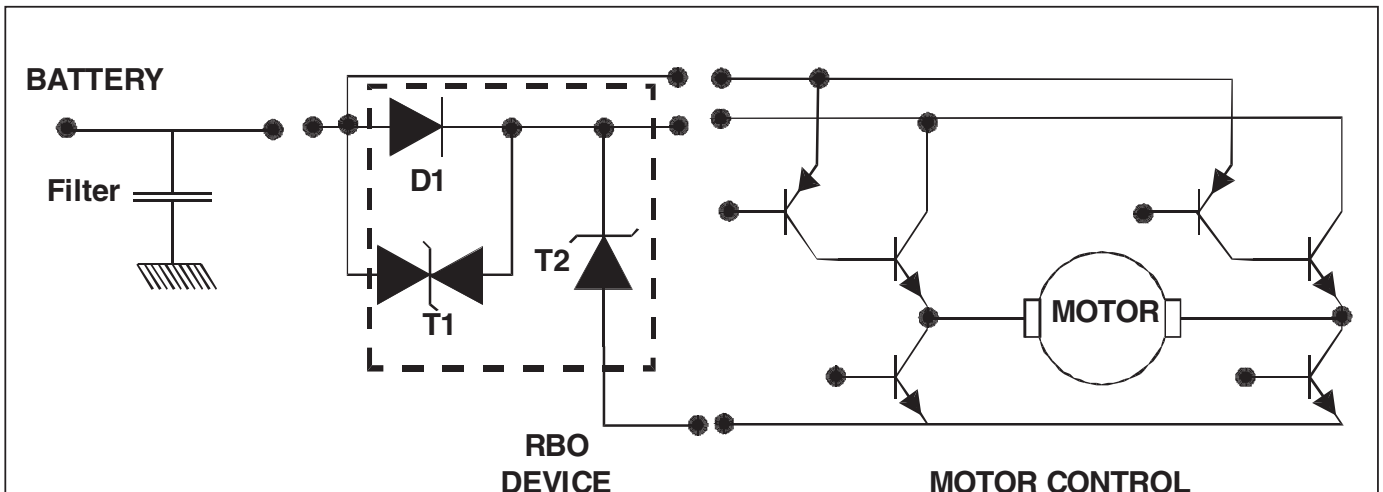 BATTERY
Filter
D1
T1
T2
MOTOR
RBO
DEVICE
MOTOR CONTROL